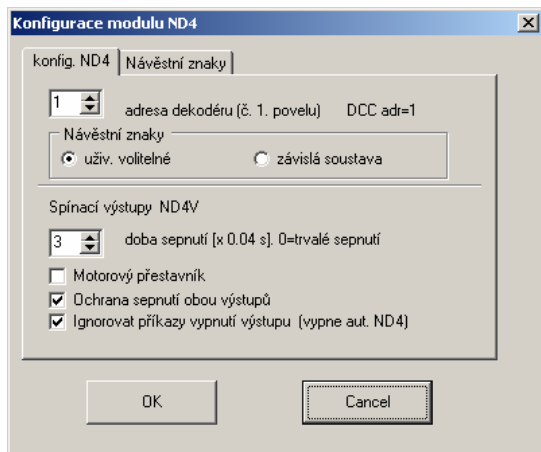 Konfigurace modulu ND4
konfig. ND4 Návěstní znaky
1 adresa dekodéru (č. 1. povelu) DCC adr=1
Návěstní znaky
uživ. volitelné závislá soustava
Spínací výstupy ND4V
3 doba sepnutí [x 0.04 s]. 0=trvalé sepnutí
Motorový přestavník
Ochrana sepnutí obou výstupů
Ignorovat příkazy vypnutí výstupu (vypne aut. ND4)
OK Cancel